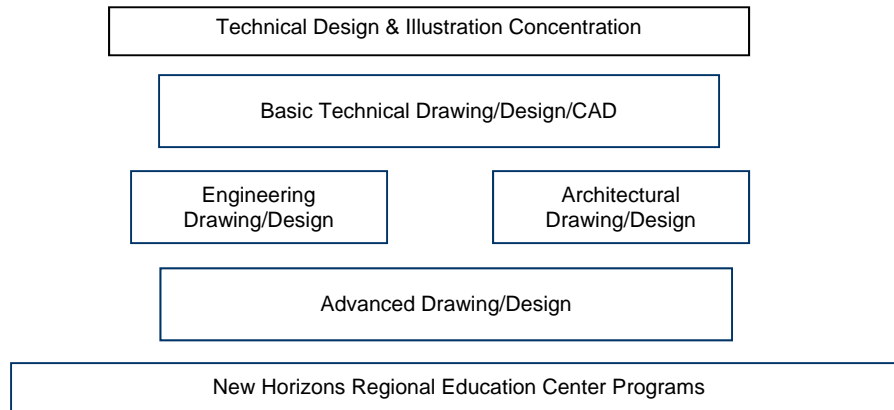 Technical Design & Illustration Concentration
Basic Technical Drawing/Design/CAD
Engineering
Drawing/Design
Architectural
Drawing/Design
Advanced Drawing/Design
New Horizons Regional Education Center Programs